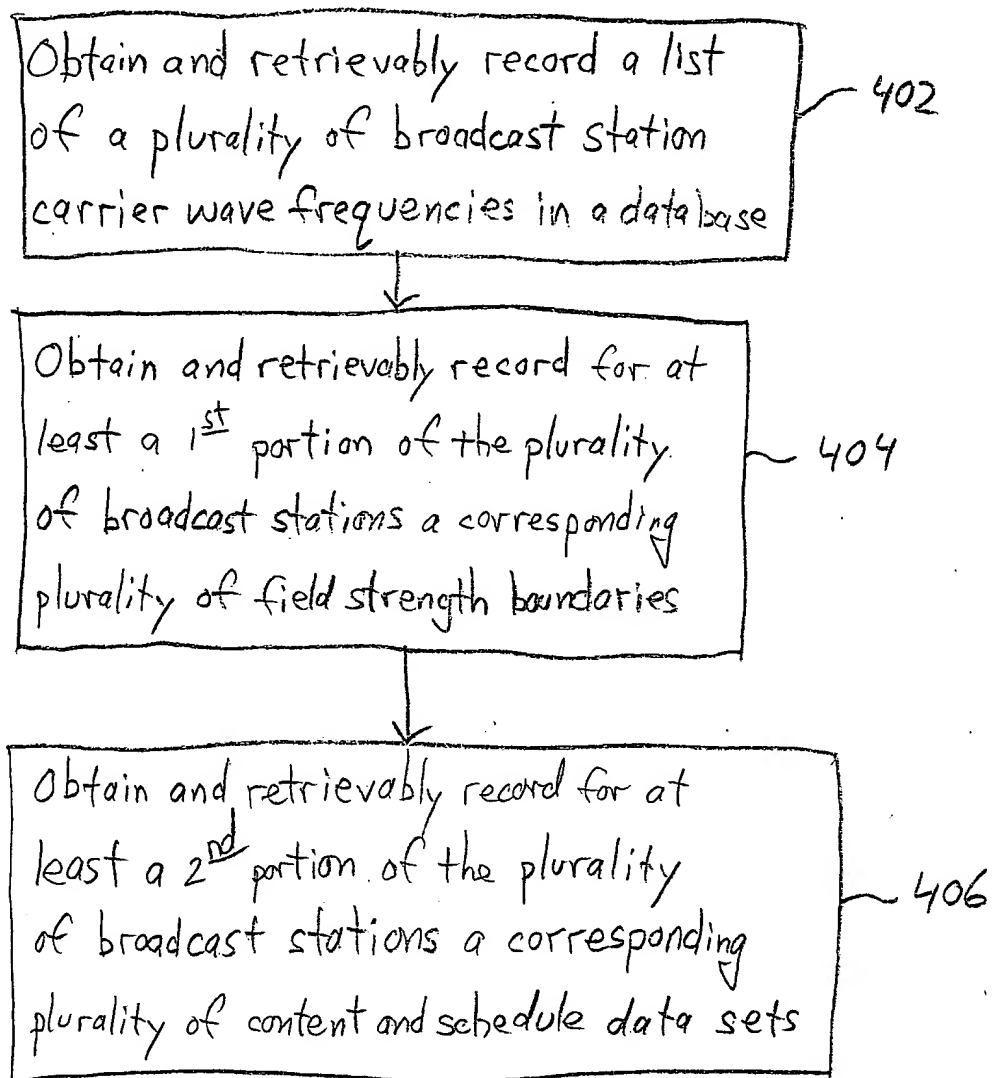 Obtain and retrievably record a list
of a plurality of broadcast station
carrier wave frequencies in a database
402
Obtain and retrievably record for at
least a 1st portion of the plurality
of broadcast stations a corresponding
plurality of field strength boundaries
404
Obtain and retrievably record for at
least a 2nd portion of the plurality
of broadcast stations a corresponding
plurality of content and schedule data sets
406